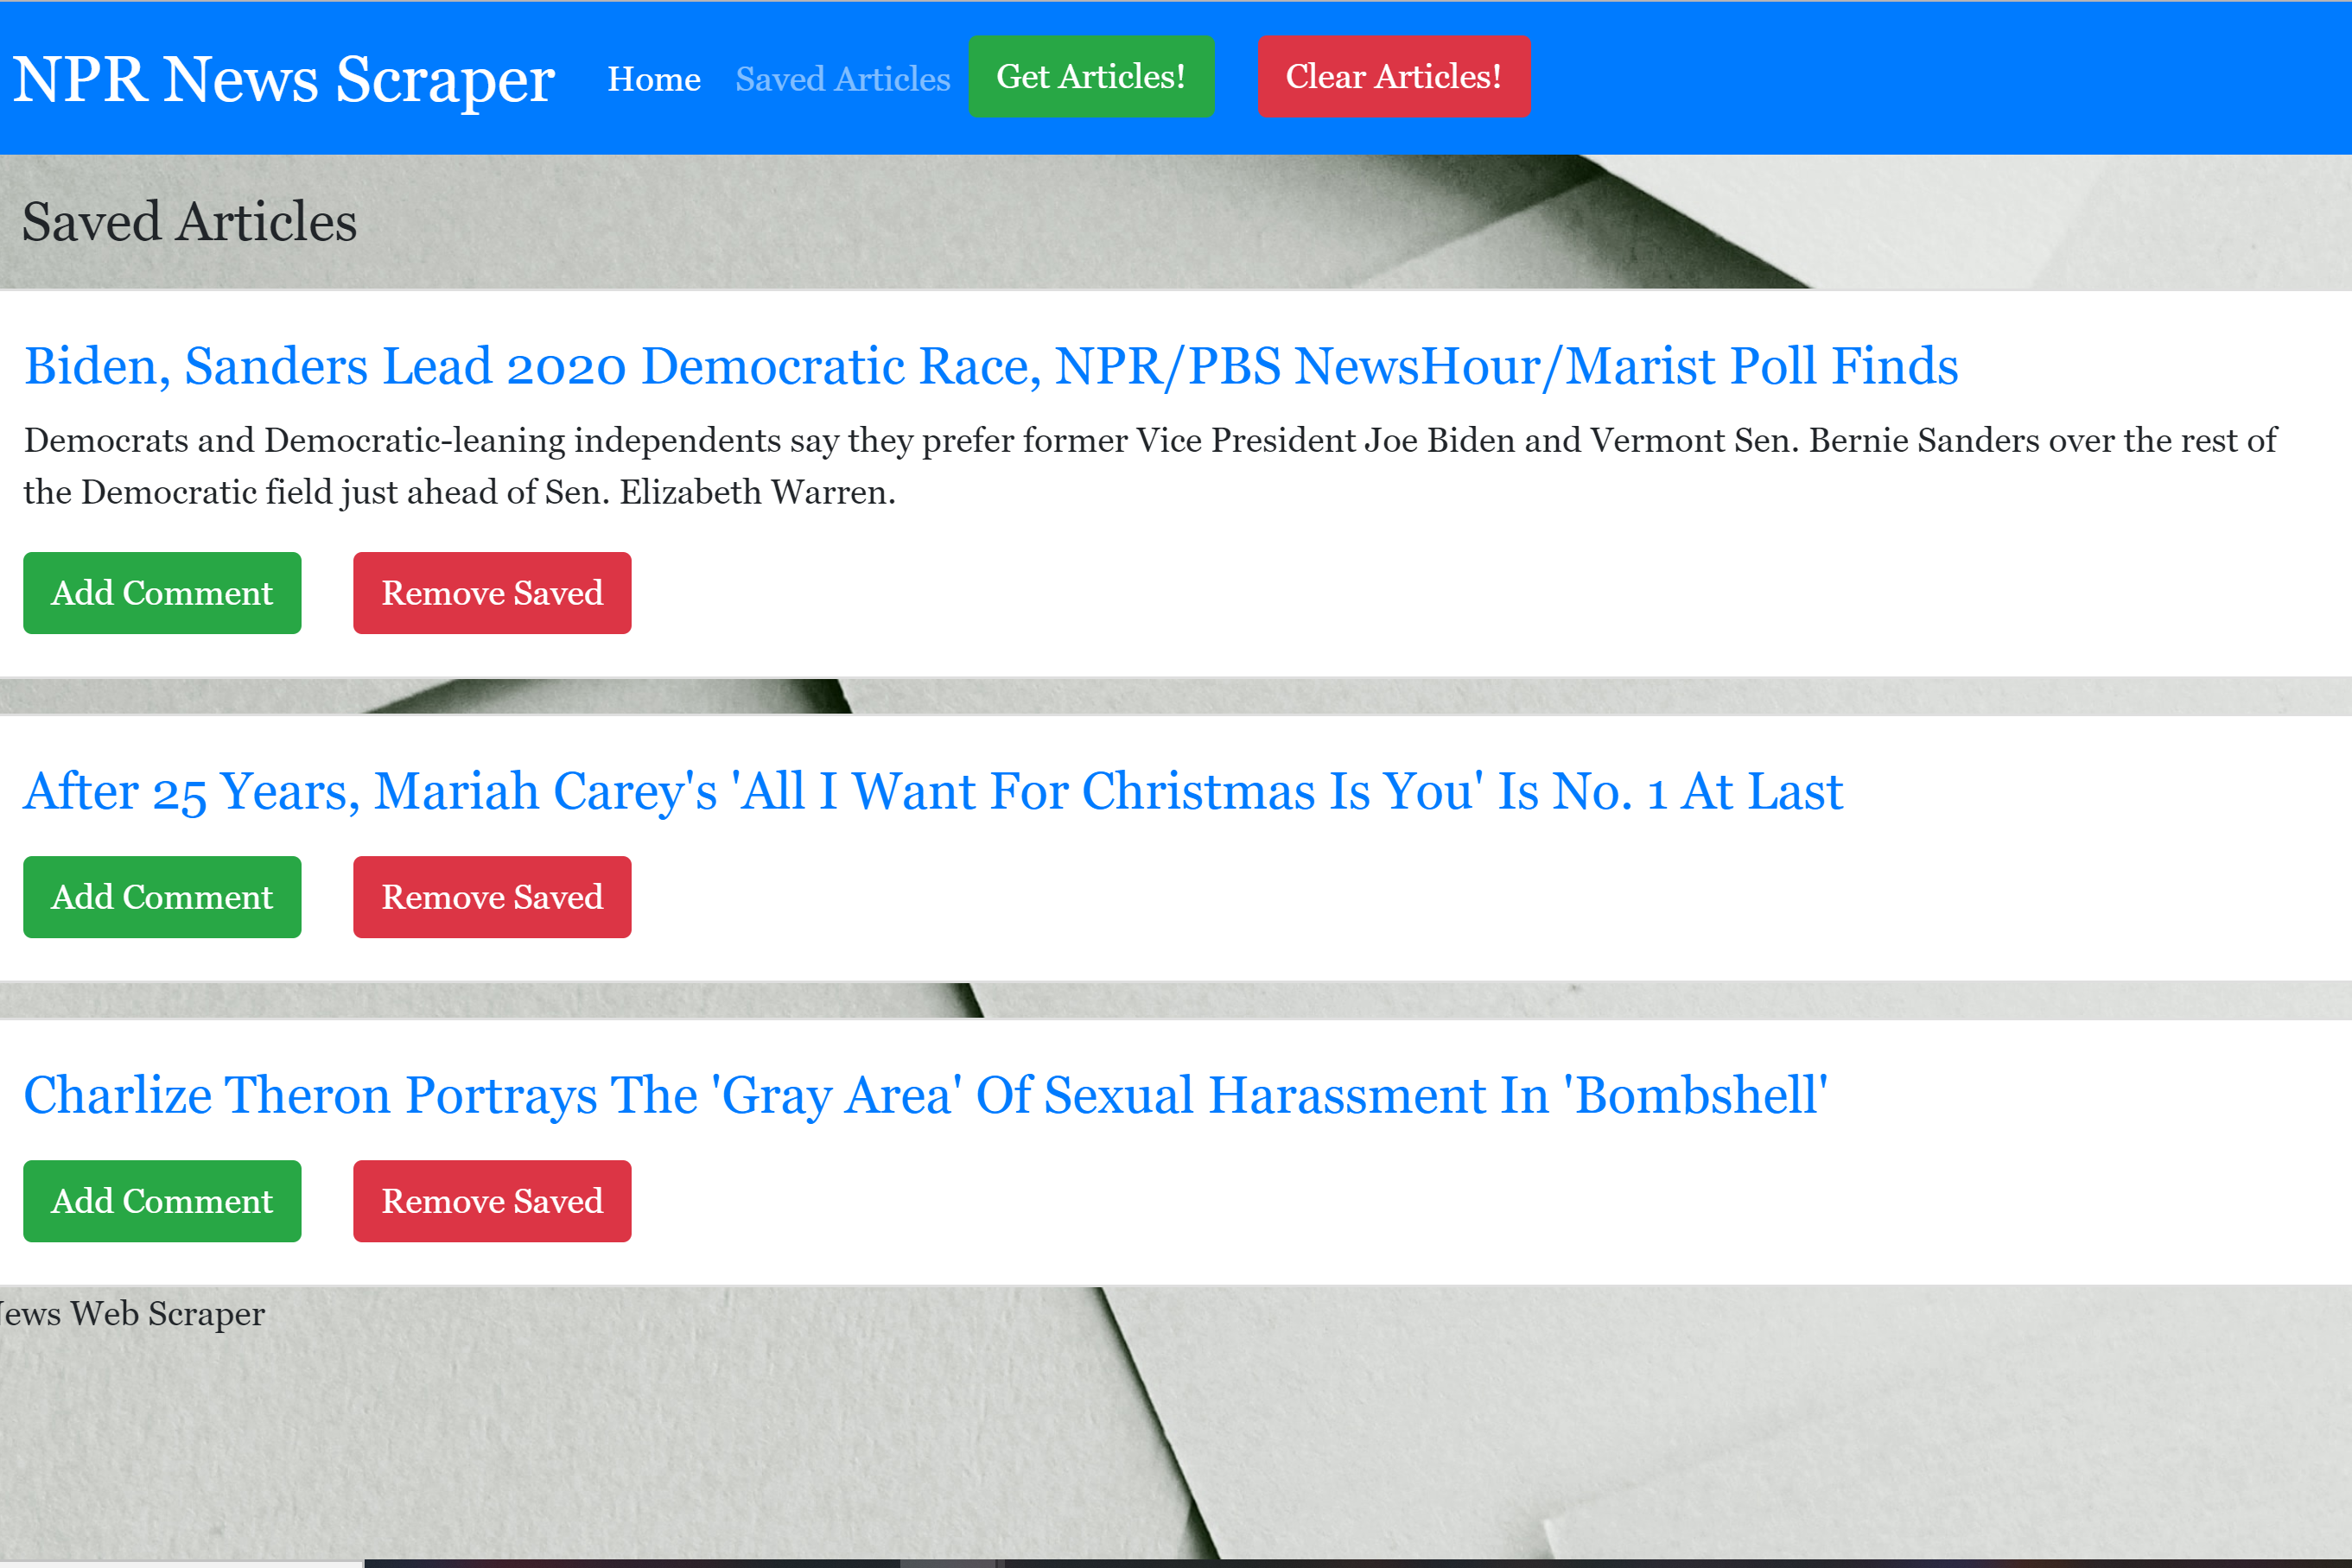 NPR News Scraper Home Saved Articles Get Articles! Clear Articles!
Saved Articles
Biden, Sanders Lead 2020 Democratic Race, NPR/PBS NewsHour/Marist Poll Finds
Democrats and Democratic-leaning independents say they prefer former Vice President Joe Biden and Vermont Sen. Bernie Sanders over the rest of
the Democratic field just ahead of Sen. Elizabeth Warren.
Add Comment Remove Saved
After 25 Years, Mariah Carey's 'All I Want For Christmas Is You' Is No. 1 At Last
Add Comment Remove Saved
Charlize Theron Portrays The 'Gray Area' Of Sexual Harassment In 'Bombshell'
Add Comment Remove Saved
Web Scraper